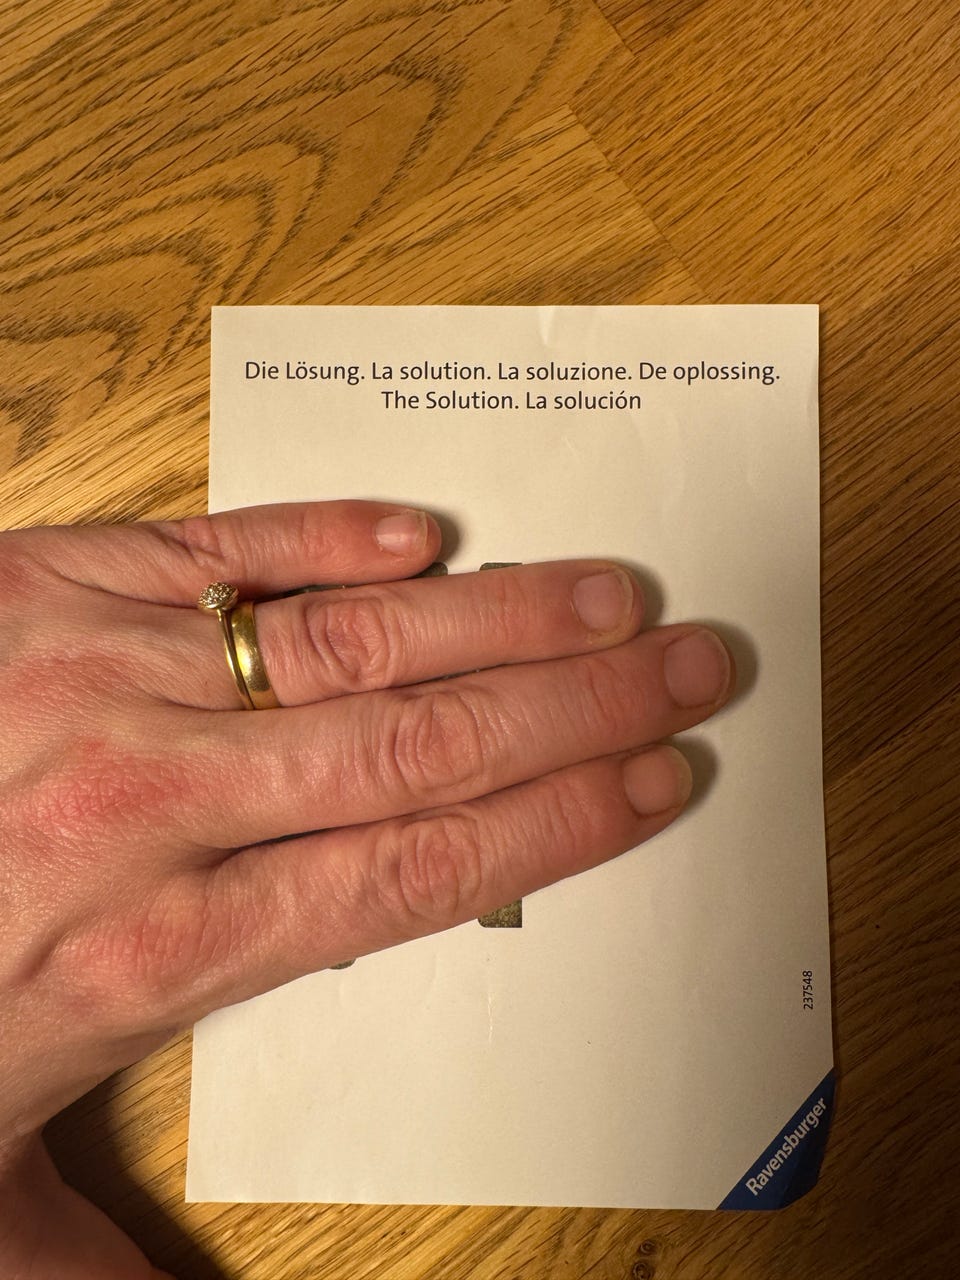 Die Lösung. La solution. La soluzione. De oplossing.
The Solution. La solución
237548
Ravensburger